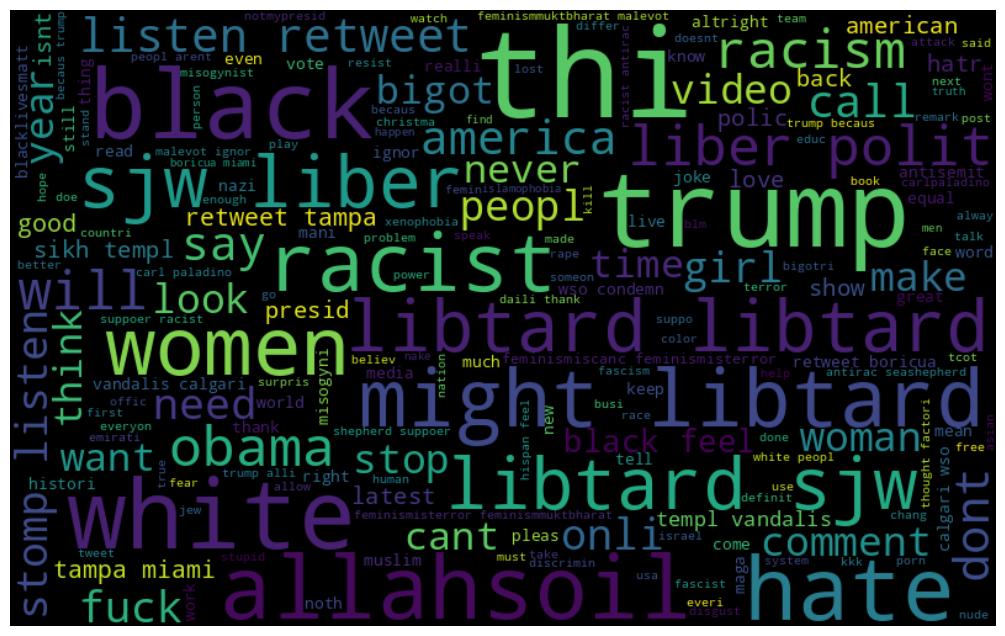 notmypresid
watch
feminismmuktbharat malevot
differ
altright
team
american
listen retweet
thi
racism
attack
said
peopl arent
vote
resist
doesnt
know
hatr
becaus trump
misogynist
even
realli
lost
racist antirac
wont
year
isnt
black
bigot
video
back
call
next
truth
blacklivesmatt
still
thing
stand
person
becaus
christma
happen
find
america
polic
trump becaus
remark
post
read
malevot ignor
boricua miami
play
ignor
never
liber polit
educ
hope
doe
nazi
enough
sjw liber
feminislamophobia
kill
joke
love
book
antisemit
carlpaladino
equal
good
countri
retweet tampa
xenophobia
mani
peopl
trump
live
blm
men
alway
talk
sikh templ
say
problem
speak
made
rape
someon
time
girl
bigotri
face
word
better
carl paladino
racist
power
go
daili thank
wso condemn
terror
show
make
will
look
presid
great
suppoer racist
libtard libtard
suppo
color
think
women
believ
nake
nation
much
feminismiscanc feminismisterror
retweet boricua
tcot
media
misogyni
fascism
help
antirac seashepherd
vandalis calgari
surpris
might libtard
keep
race
asian
listen
offic
first
need
world
thank
new
busi
everyon
shepherd suppoer
hispan feel
black feel
done
woman
mean
free
emirati
want
obama
stop
tell
white peopl
thought factori
true
trump alli
right
human
libtard sjw
use
definit
chang
histori
fear
allow
latest
calgari wso
stomp
white
jew
feminismisterror feminismmuktbharat
templ vandalis
dont
cant
pleas
onli
israel
come
comment
tweet
stupid
muslim
must
take
discrimin
system
kkk
porn
tampa miami
work
allahsoil
usa
fascist
maga
hate
fuck
noth
everi
disgust
nude